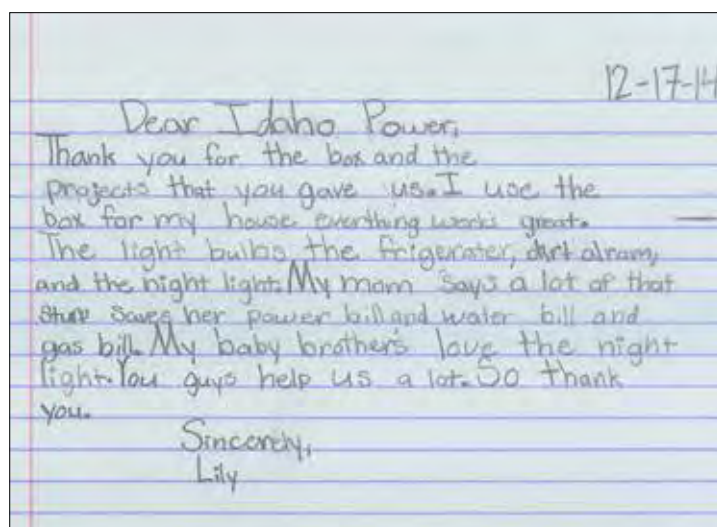 12-17-14
Dear Idaho Power,
Thank you for the box and the
projects that you gave us. I use the
box for my house everthing works great.
The light bulbs the frigerater, dirt alram,
and the night light. My mom says a lot of that
stuff saves her power bill and water bill and
gas bill. My baby brother's love the night
light. You guys help us a lot. So thank
you.
Sincerely,
Lily